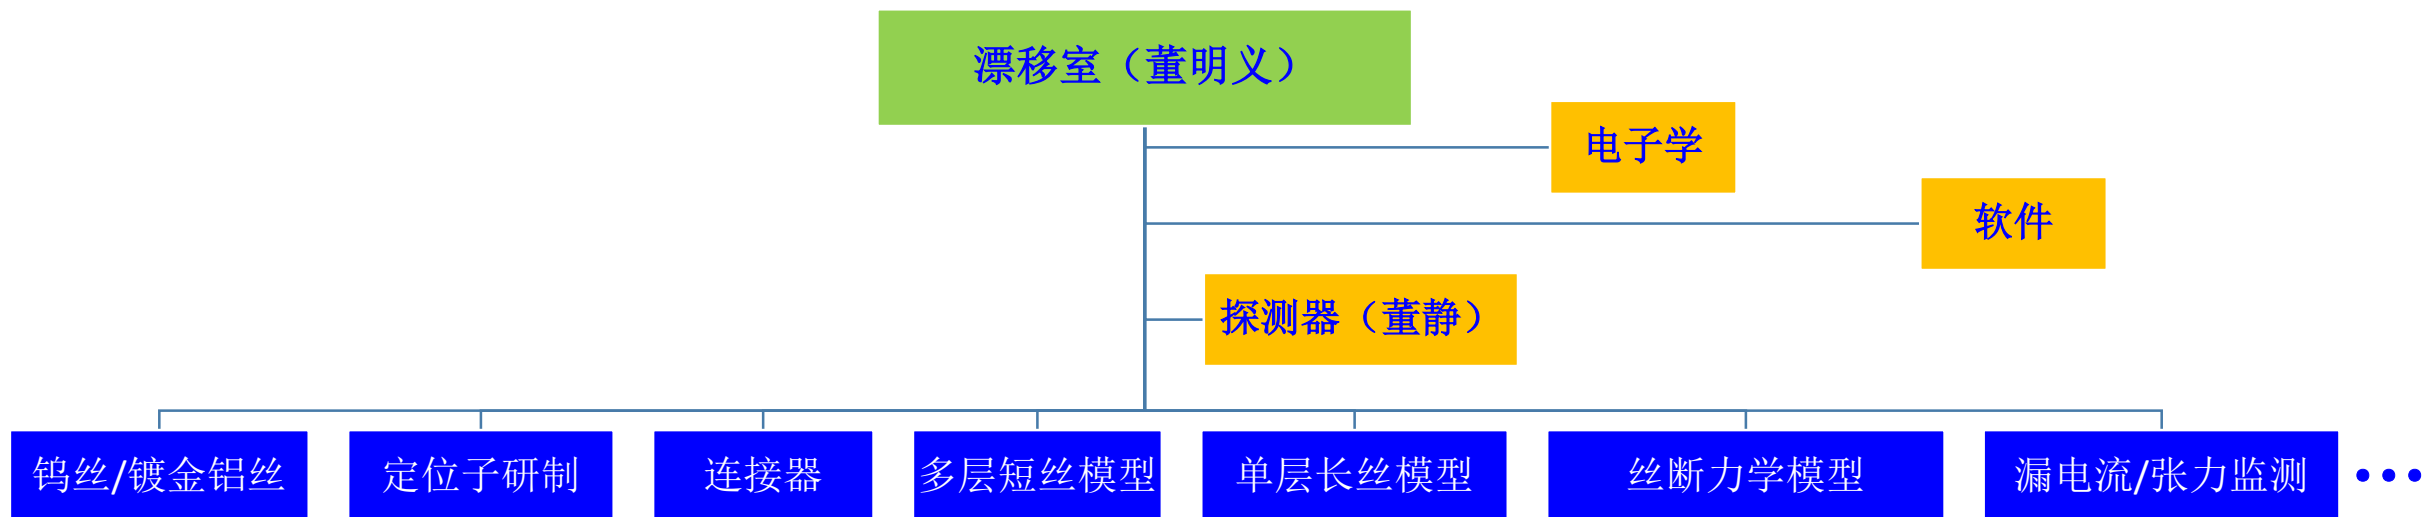 漂移室（董明义）
电子学
软件
探测器（董静）
钨丝/镀金铝丝
定位子研制
连接器
多层短丝模型
单层长丝模型
丝断力学模型
漏电流/张力监测
•••